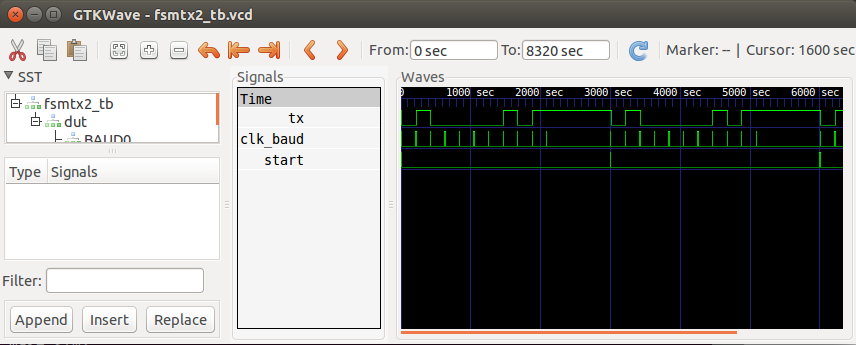 GTKWave - fsmtx2_tb.vcd
From: 0 sec To: 8320 sec Marker: -- | Cursor: 1600 sec
SST
fsmtx2_tb
dut
BAUD0
Type Signals
Filter:
Append Insert Replace
Signals
Time
tx
clk_baud
start
Waves
0 1000 sec 2000 sec 3000 sec 4000 sec 5000 sec 6000 sec